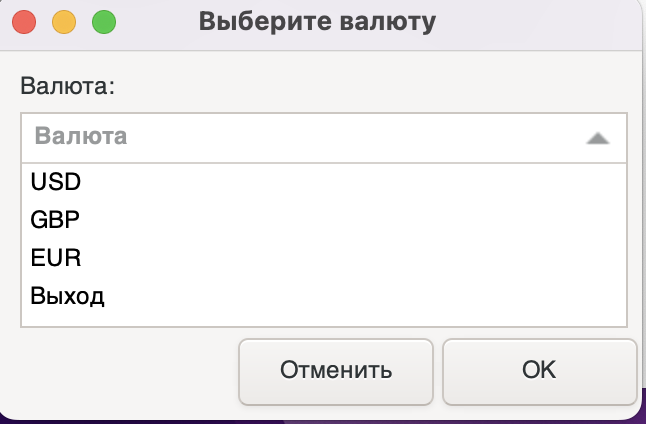 Выберите валюту
Валюта:
Валюта
USD
GBP
EUR
Выход
Отменить
OK